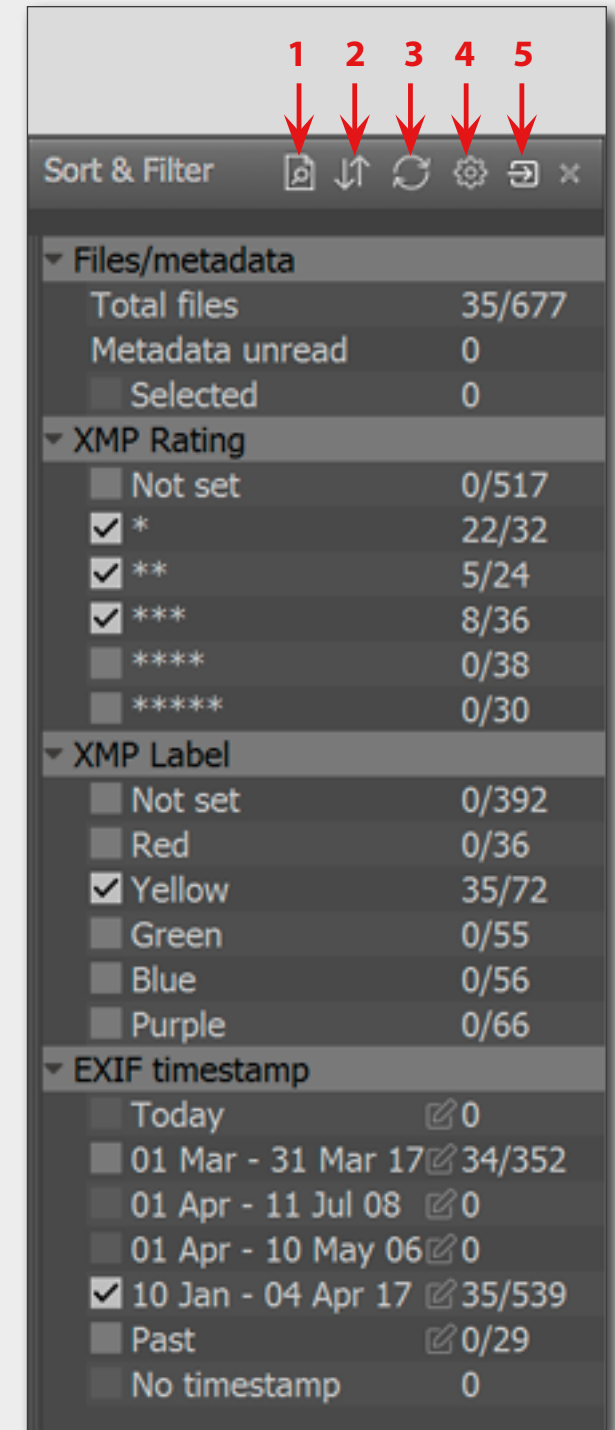 1 2 3 4 5
Sort & Filter
Files/metadata
Total files 35/677
Metadata unread 0
Selected 0
XMP Rating
Not set 0/517
* 22/32
** 5/24
*** 8/36
**** 0/38
***** 0/30
XMP Label
Not set 0/392
Red 0/36
Yellow 35/72
Green 0/55
Blue 0/56
Purple 0/66
EXIF timestamp
Today 0
01 Mar - 31 Mar 17 34/352
01 Apr - 11 Jul 08 0
01 Apr - 10 May 06 0
10 Jan - 04 Apr 17 35/539
Past 0/29
No timestamp 0